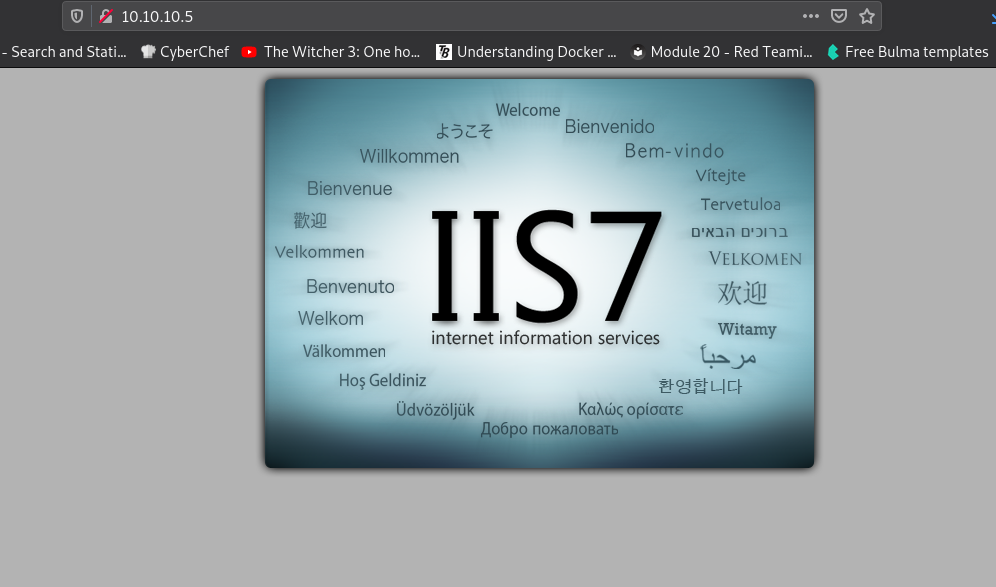 10.10.10.5
- Search and Stati... CyberChef The Witcher 3: One ho... Understanding Docker ... Module 20 - Red Teami... Free Bulma templates
Welcome
ようこそ
Bienvenido
Willkommen
Bem-vindo
Vítejte
Bienvenue
Tervetuloa
歡迎
ברוכים הבאים
Velkommen
VELKOMEN
Benvenuto
欢迎
Welkom
Witamy
IIS7
internet information services
Välkommen
مرحباً
Hoş Geldiniz
환영합니다
Üdvözöljük
Καλώς ορίσατε
Добро пожаловать